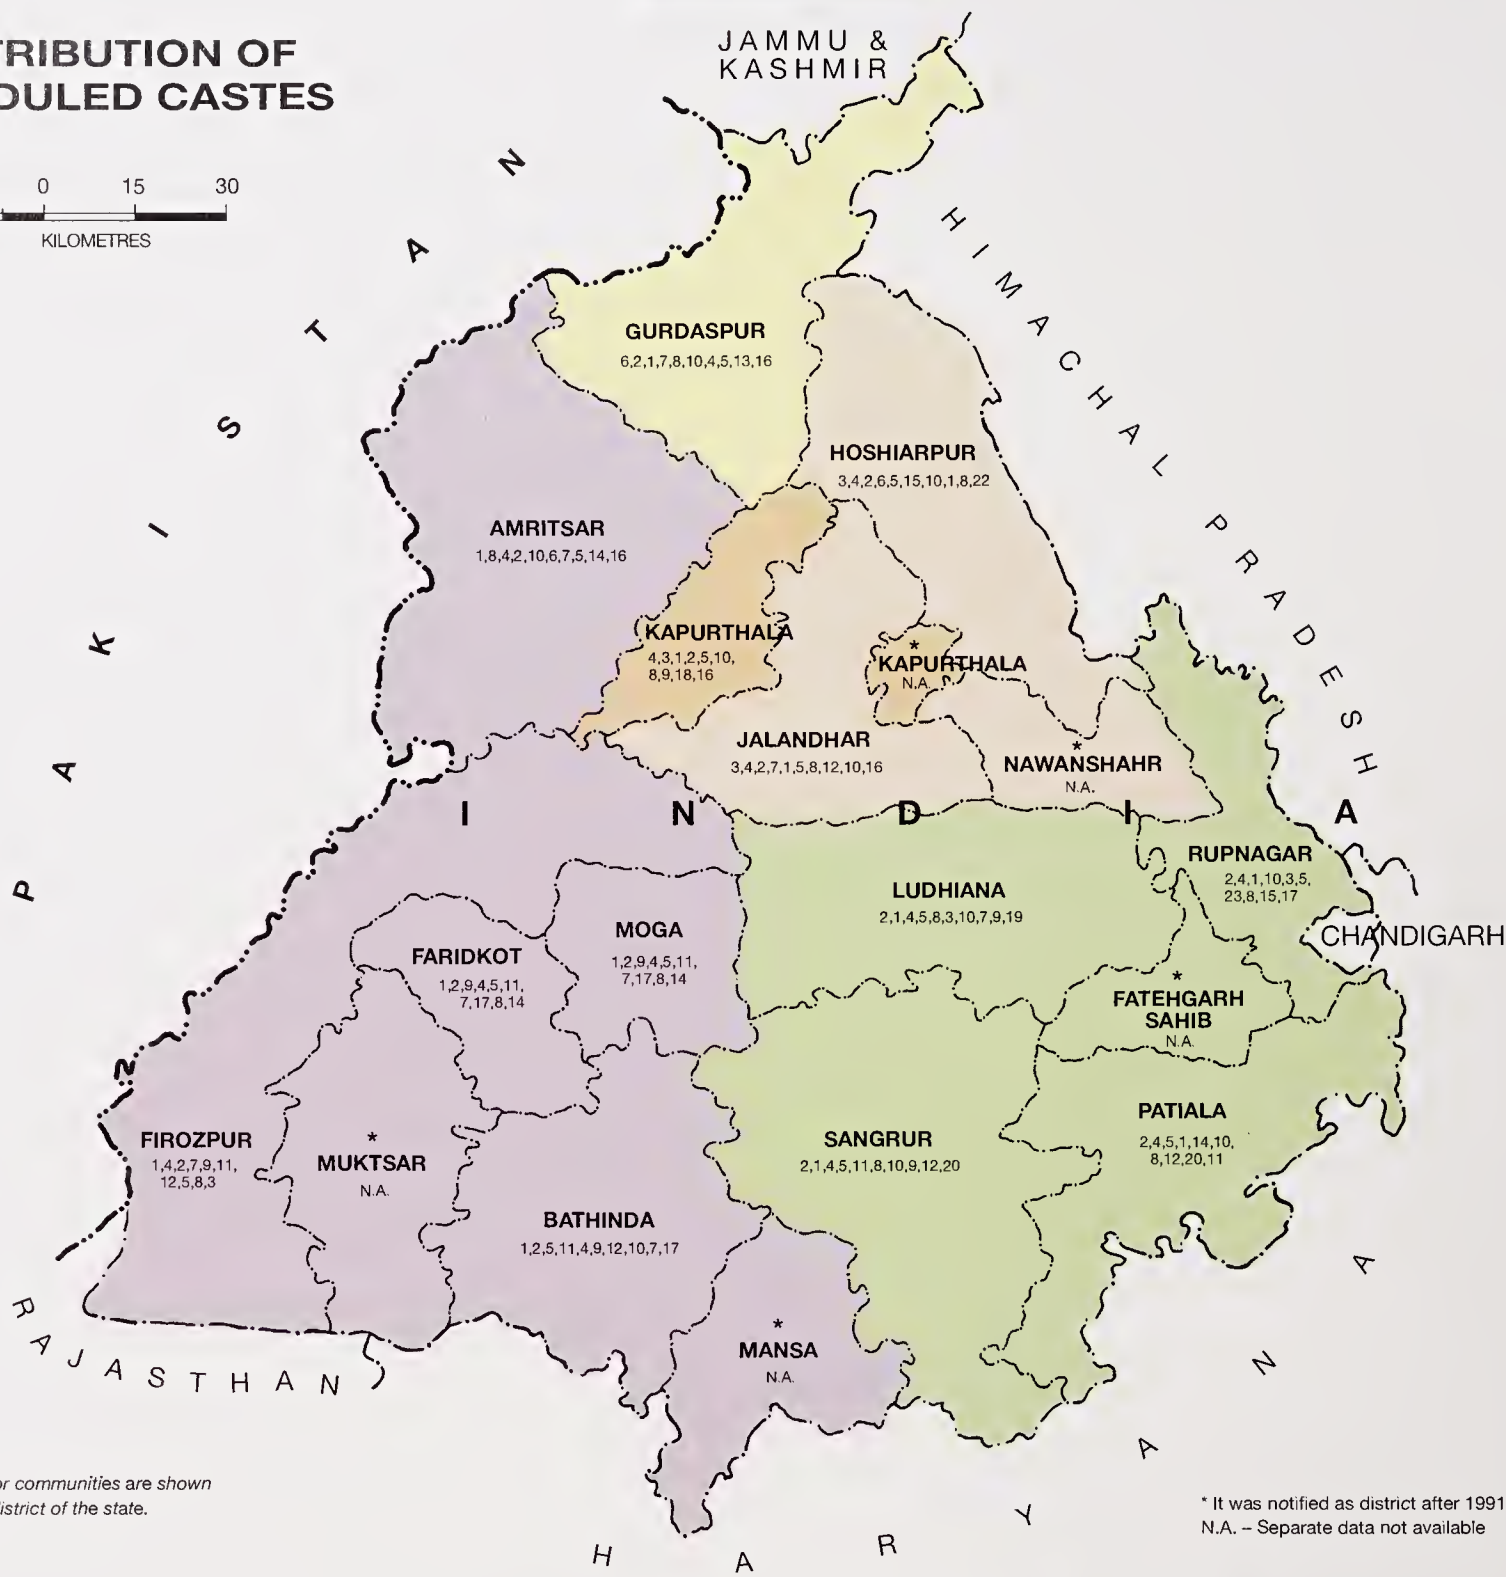 TRIBUTION OF
DULED CASTES
0 15 30
KILOMETRES
JAMMU &
KASHMIR
PAKISTAN
HIMACHAL PRADESH
GURDASPUR
6,2,1,7,8,10,4,5,13,16
HOSHIARPUR
3,4,2,6,5,15,10,1,8,22
AMRITSAR
1,8,4,2,10,6,7,5,14,16
KAPURTHALA
4,3,1,2,5,10,
8,9,18,16
*
KAPURTHALA
N.A.
JALANDHAR
3,4,2,7,1,5,8,12,10,16
*
NAWANSHAHR
N.A.
INDIA
RUPNAGAR
2,4,1,10,3,5,
23,8,15,17
LUDHIANA
2,1,4,5,8,3,10,7,9,19
CHANDIGARH
MOGA
1,2,9,4,5,11,
7,17,8,14
FARIDKOT
1,2,9,4,5,11,
7,17,8,14
*
FATEHGARH
SAHIB
N.A.
PATIALA
2,4,5,1,14,10,
8,12,20,11
FIROZPUR
1,4,2,7,9,11,
12,5,8,3
*
MUKTSAR
N.A.
SANGRUR
2,1,4,5,11,8,10,9,12,20
BATHINDA
1,2,5,11,4,9,12,10,7,17
*
MANSA
N.A.
RAJASTHAN
HARYANA
or communities are shown
district of the state.
* It was notified as district after 1991
N.A. – Separate data not available